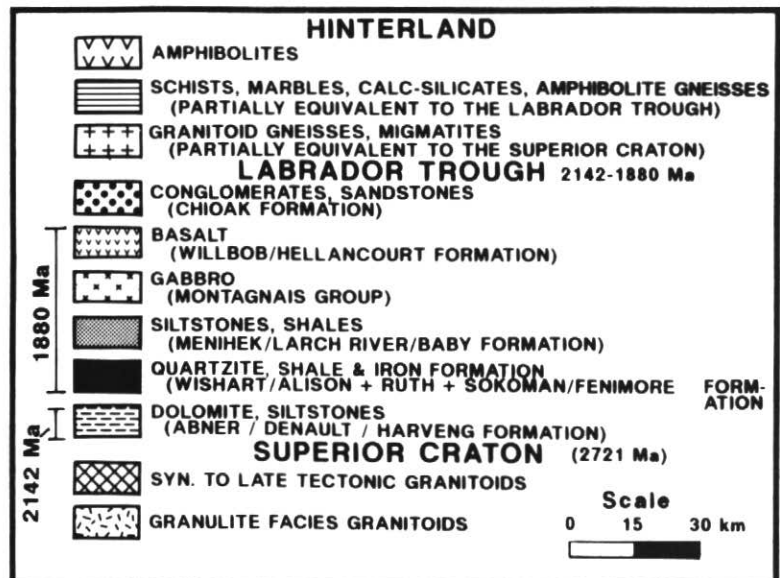 HINTERLAND
AMPHIBOLITES
SCHISTS, MARBLES, CALC-SILICATES, AMPHIBOLITE GNEISSES
(PARTIALLY EQUIVALENT TO THE LABRADOR TROUGH)
GRANITOID GNEISSES, MIGMATITES
(PARTIALLY EQUIVALENT TO THE SUPERIOR CRATON)
LABRADOR TROUGH 2142-1880 Ma
CONGLOMERATES, SANDSTONES
(CHIOAK FORMATION)
1880 Ma
BASALT
(WILLBOB/HELLANCOURT FORMATION)
GABBRO
(MONTAGNAIS GROUP)
SILTSTONES, SHALES
(MENIHEK/LARCH RIVER/BABY FORMATION)
QUARTZITE, SHALE & IRON FORMATION
(WISHART/ALISON + RUTH + SOKOMAN/FENIMORE FORM-
ATION
2142 Ma
DOLOMITE, SILTSTONES
(ABNER / DENAULT / HARVENG FORMATION)
SUPERIOR CRATON (2721 Ma)
SYN. TO LATE TECTONIC GRANITOIDS
GRANULITE FACIES GRANITOIDS
Scale
0 15 30 km